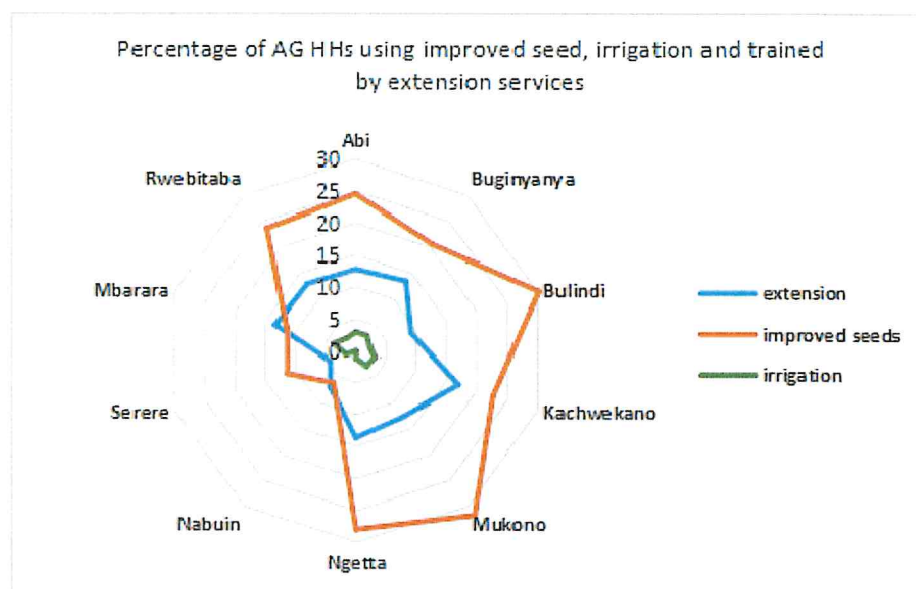 Percentage of AG HHs using improved seed, irrigation and trained
by extension services
Abi
Buginyanya
Bulindi
Kachwekano
Mukono
Ngetta
Nabuin
Serere
Mbarara
Rwebitaba
30
25
20
15
10
5
0
extension
improved seeds
irrigation